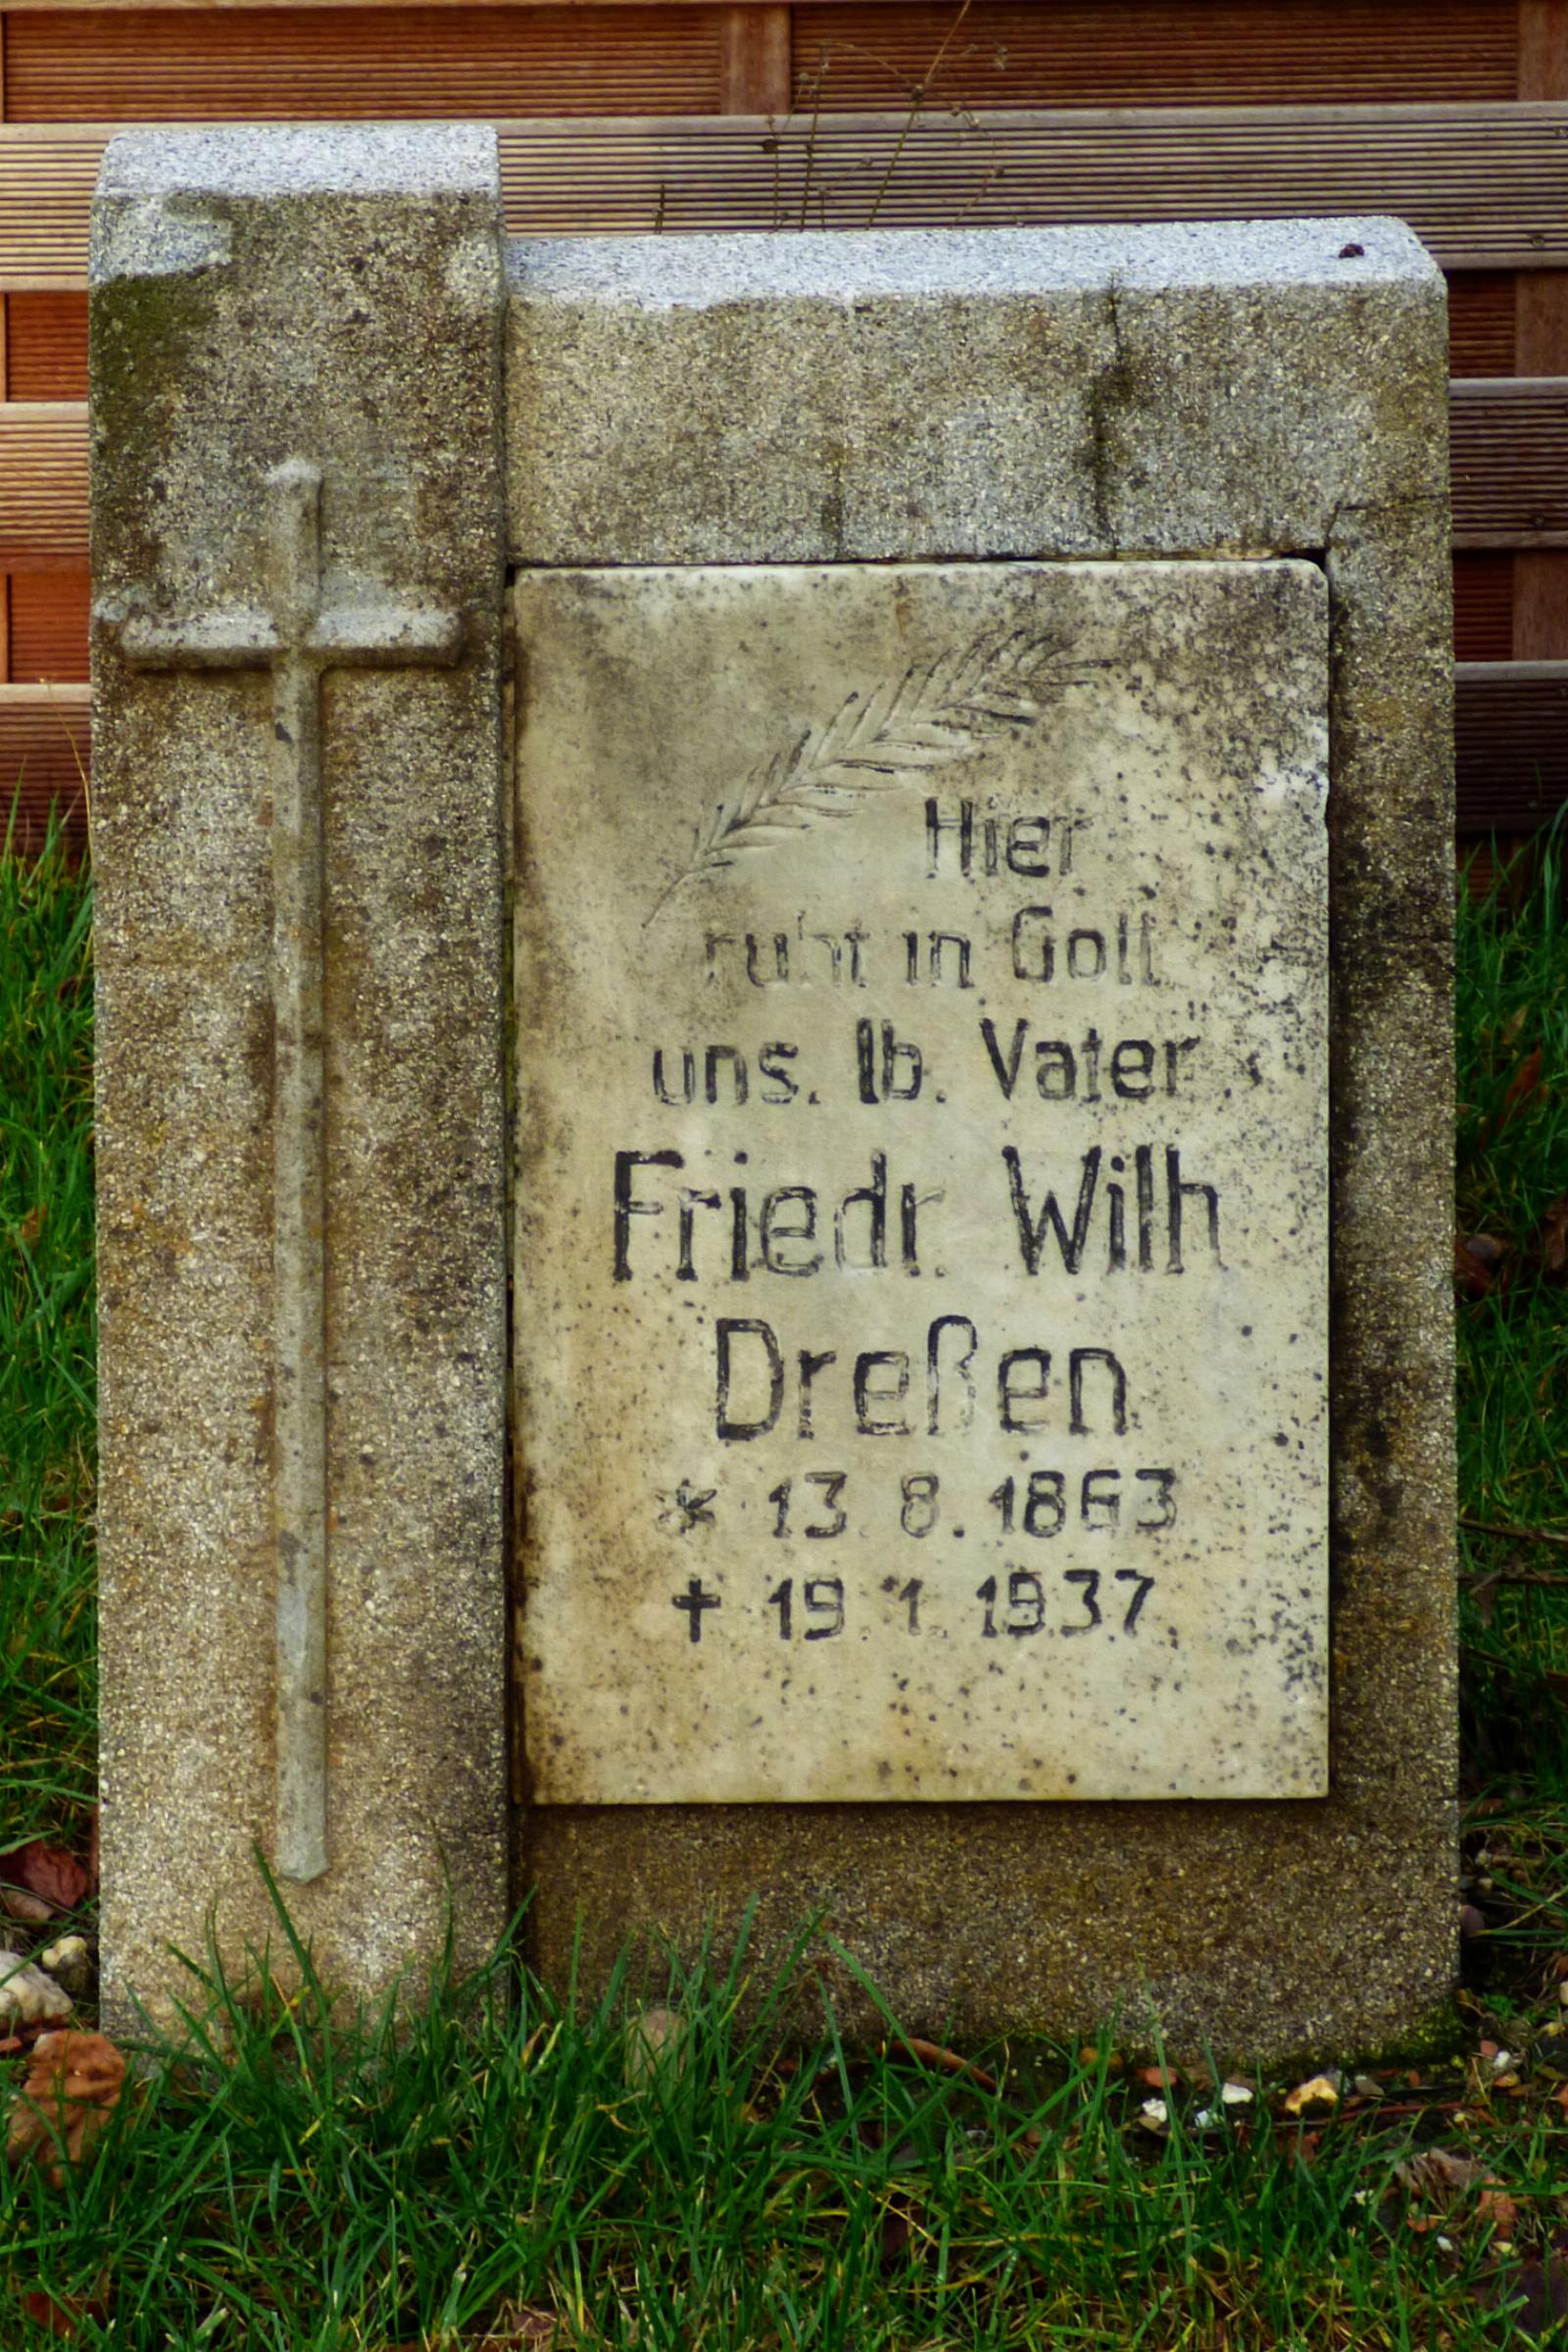 Hier
ruht in Gott
uns. lb. Vater
Friedr. Wilh
Dreßen
* 13. 8. 1863
✝ 19. 1. 1937